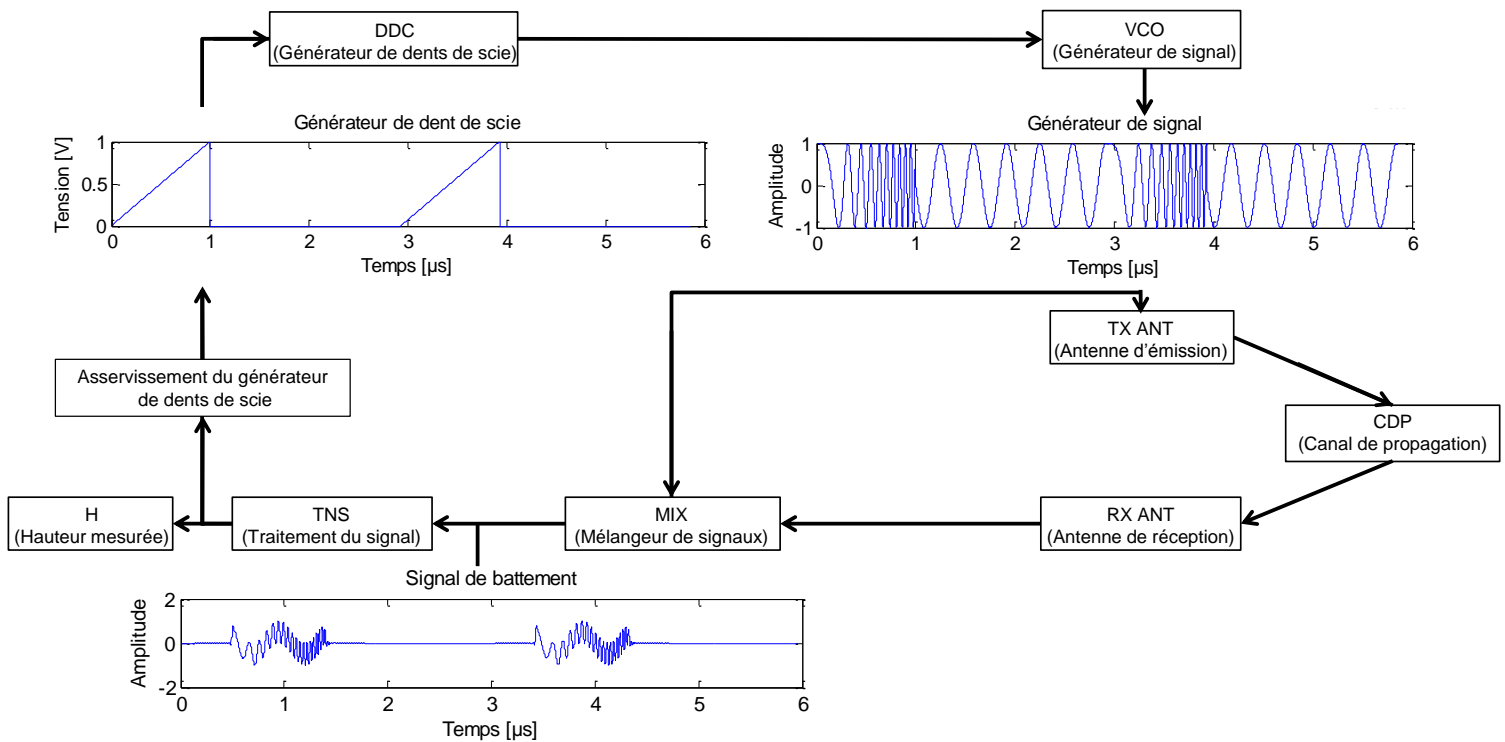 DDC
(Générateur de dents de scie)
VCO
(Générateur de signal)
Générateur de dent de scie
Tension [V]
1
0.5
0
0 1 2 3 4 5 6
Temps [µs]
Générateur de signal
Amplitude
1
0
-1
0 1 2 3 4 5 6
Temps [µs]
TX ANT
(Antenne d'émission)
Asservissement du générateur
de dents de scie
CDP
(Canal de propagation)
H
(Hauteur mesurée)
TNS
(Traitement du signal)
MIX
(Mélangeur de signaux)
RX ANT
(Antenne de réception)
Signal de battement
Amplitude
2
0
-2
0 1 2 3 4 5 6
Temps [µs]